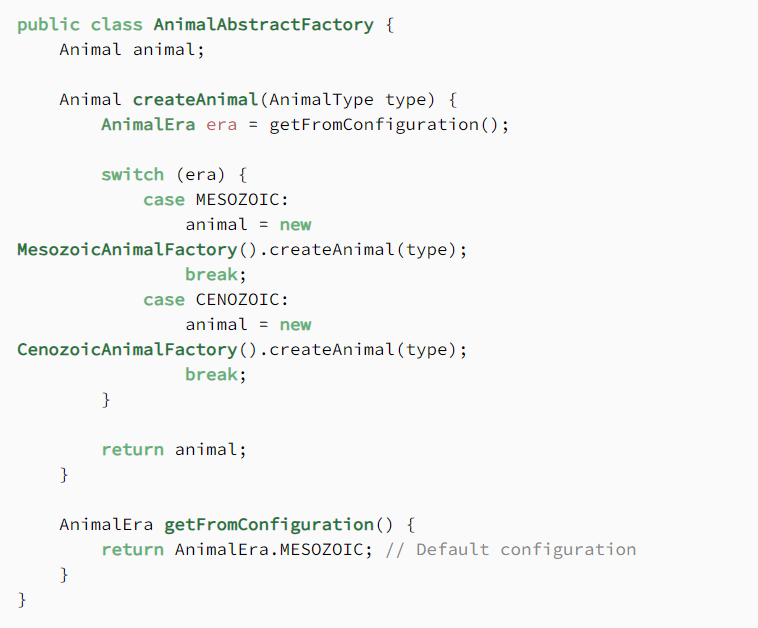 public class AnimalAbstractFactory {
    Animal animal;

    Animal createAnimal(AnimalType type) {
        AnimalEra era = getFromConfiguration();

        switch (era) {
            case MESOZOIC:
                animal = new
MesozoicAnimalFactory().createAnimal(type);
                break;
            case CENOZOIC:
                animal = new
CenozoicAnimalFactory().createAnimal(type);
                break;
        }

        return animal;
    }

    AnimalEra getFromConfiguration() {
        return AnimalEra.MESOZOIC; // Default configuration
    }
}